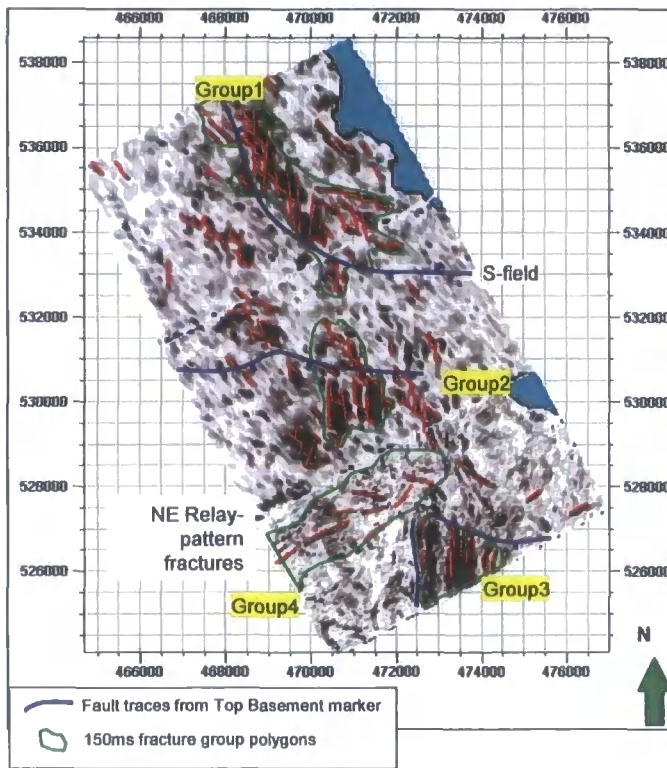 466000 468000 470000 472000 474000 476000
538000 538000
Group1
536000 536000
534000 534000
S-field
532000 532000
Group2
530000 530000
528000 528000
NE Relay-
pattern
fractures
526000 526000
Group4
Group3
466000 468000 470000 472000 474000 476000
N
Fault traces from Top Basement marker
150ms fracture group polygons